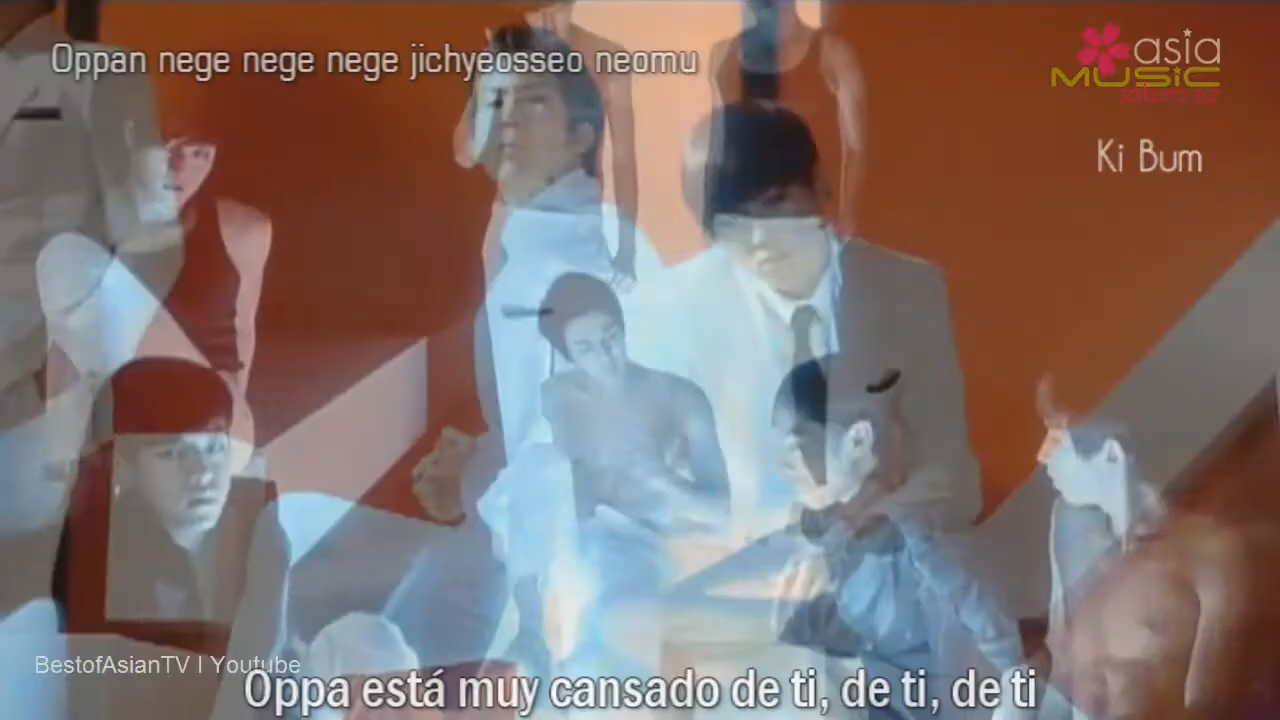 Oppan nege nege nege jichyeosseo neomu
asia
MUSIC
Ki Bum
BestofAsianTV | Youtube
Oppa está muy cansado de ti, de ti, de ti